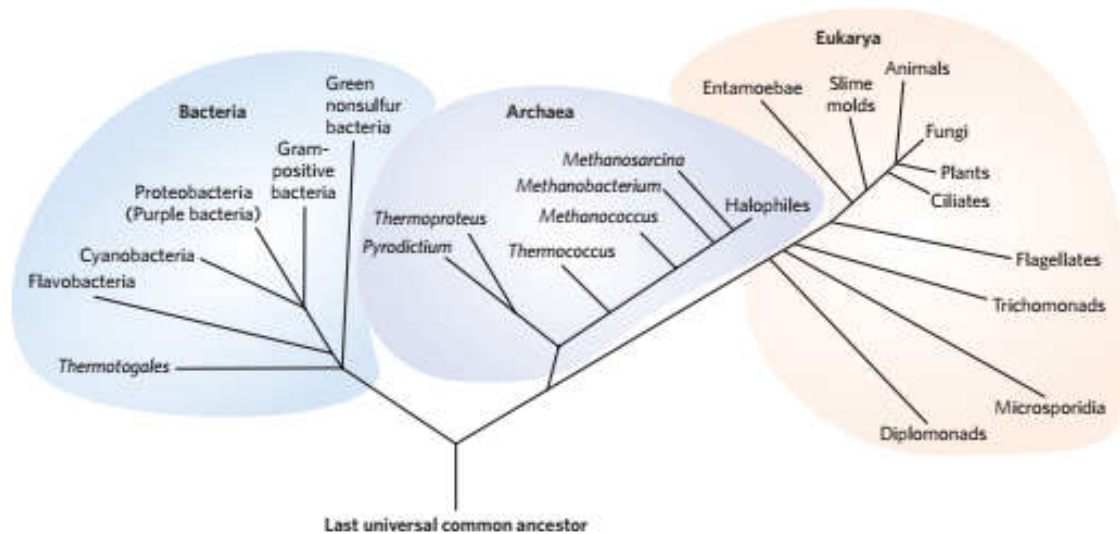 Bacteria
Green
nonsulfur
bacteria
Gram-
positive
bacteria
Proteobacteria
(Purple bacteria)
Cyanobacteria
Flavobacteria
Thermotogales
Archaea
Methanosarcina
Methanobacterium
Halophiles
Methanococcus
Thermoproteus
Pyrodictium
Thermococcus
Eukarya
Entamoebae
Slime
molds
Animals
Fungi
Plants
Ciliates
Flagellates
Trichomonads
Microsporidia
Diplomonads
Last universal common ancestor